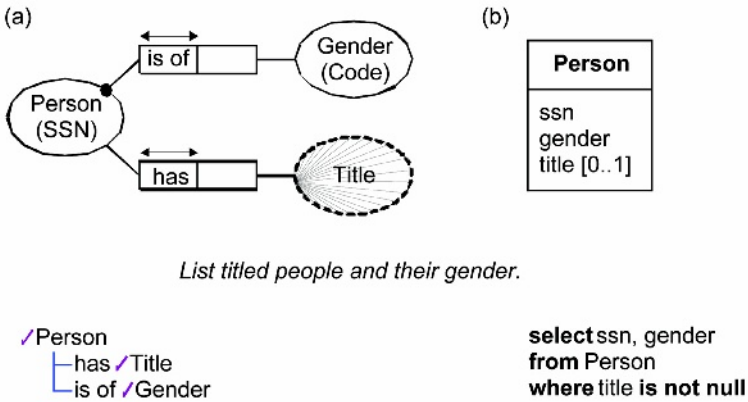 (a)
is of
Gender
(Code)
Person
(SSN)
has
Title
(b)
Person
ssn
gender
title [0..1]
List titled people and their gender.
✓Person
has ✓Title
is of ✓Gender
select ssn, gender
from Person
where title is not null